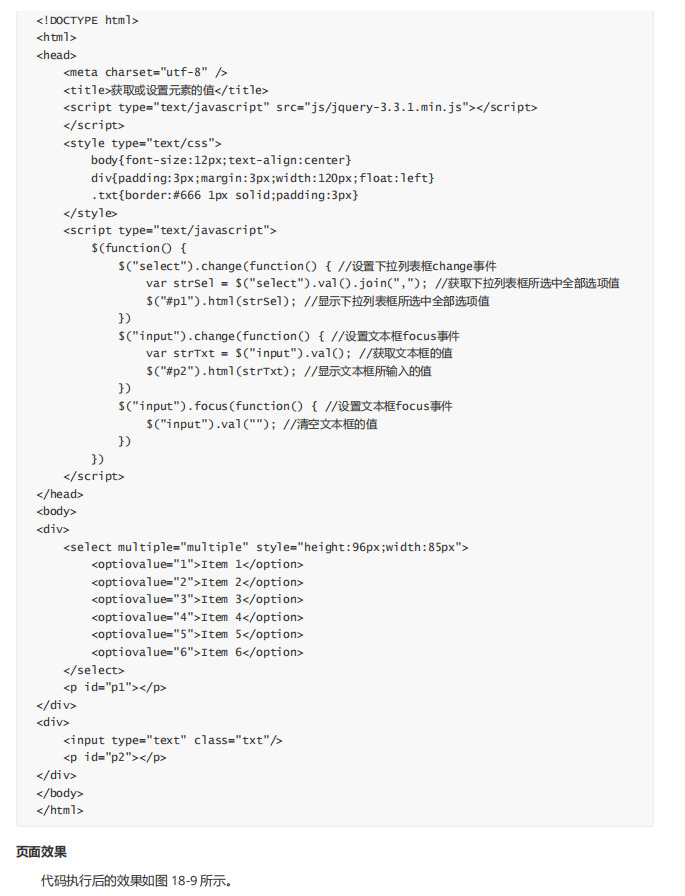 <!DOCTYPE html>
<html>
<head>
    <meta charset="utf-8" />
    <title>获取或设置元素的值</title>
    <script type="text/javascript" src="js/jquery-3.3.1.min.js"></script>
    </script>
    <style type="text/css">
        body{font-size:12px;text-align:center}
        div{padding:3px;margin:3px;width:120px;float:left}
        .txt{border:#666 1px solid;padding:3px}
    </style>
    <script type="text/javascript">
        $(function() {
            $("select").change(function() { //设置下拉列表框change事件
                var strSel = $("select").val().join(","); //获取下拉列表框所选中全部选项值
                $("#p1").html(strSel); //显示下拉列表框所选中全部选项值
            })
            $("input").change(function() { //设置文本框focus事件
                var strTxt = $("input").val(); //获取文本框的值
                $("#p2").html(strTxt); //显示文本框所输入的值
            })
            $("input").focus(function() { //设置文本框focus事件
                $("input").val(""); //清空文本框的值
            })
        })
    </script>
</head>
<body>
<div>
    <select multiple="multiple" style="height:96px;width:85px">
        <optiovalue="1">Item 1</option>
        <optiovalue="2">Item 2</option>
        <optiovalue="3">Item 3</option>
        <optiovalue="4">Item 4</option>
        <optiovalue="5">Item 5</option>
        <optiovalue="6">Item 6</option>
    </select>
    <p id="p1"></p>
</div>
<div>
    <input type="text" class="txt"/>
    <p id="p2"></p>
</div>
</body>
</html>
页面效果
代码执行后的效果如图 18-9 所示。